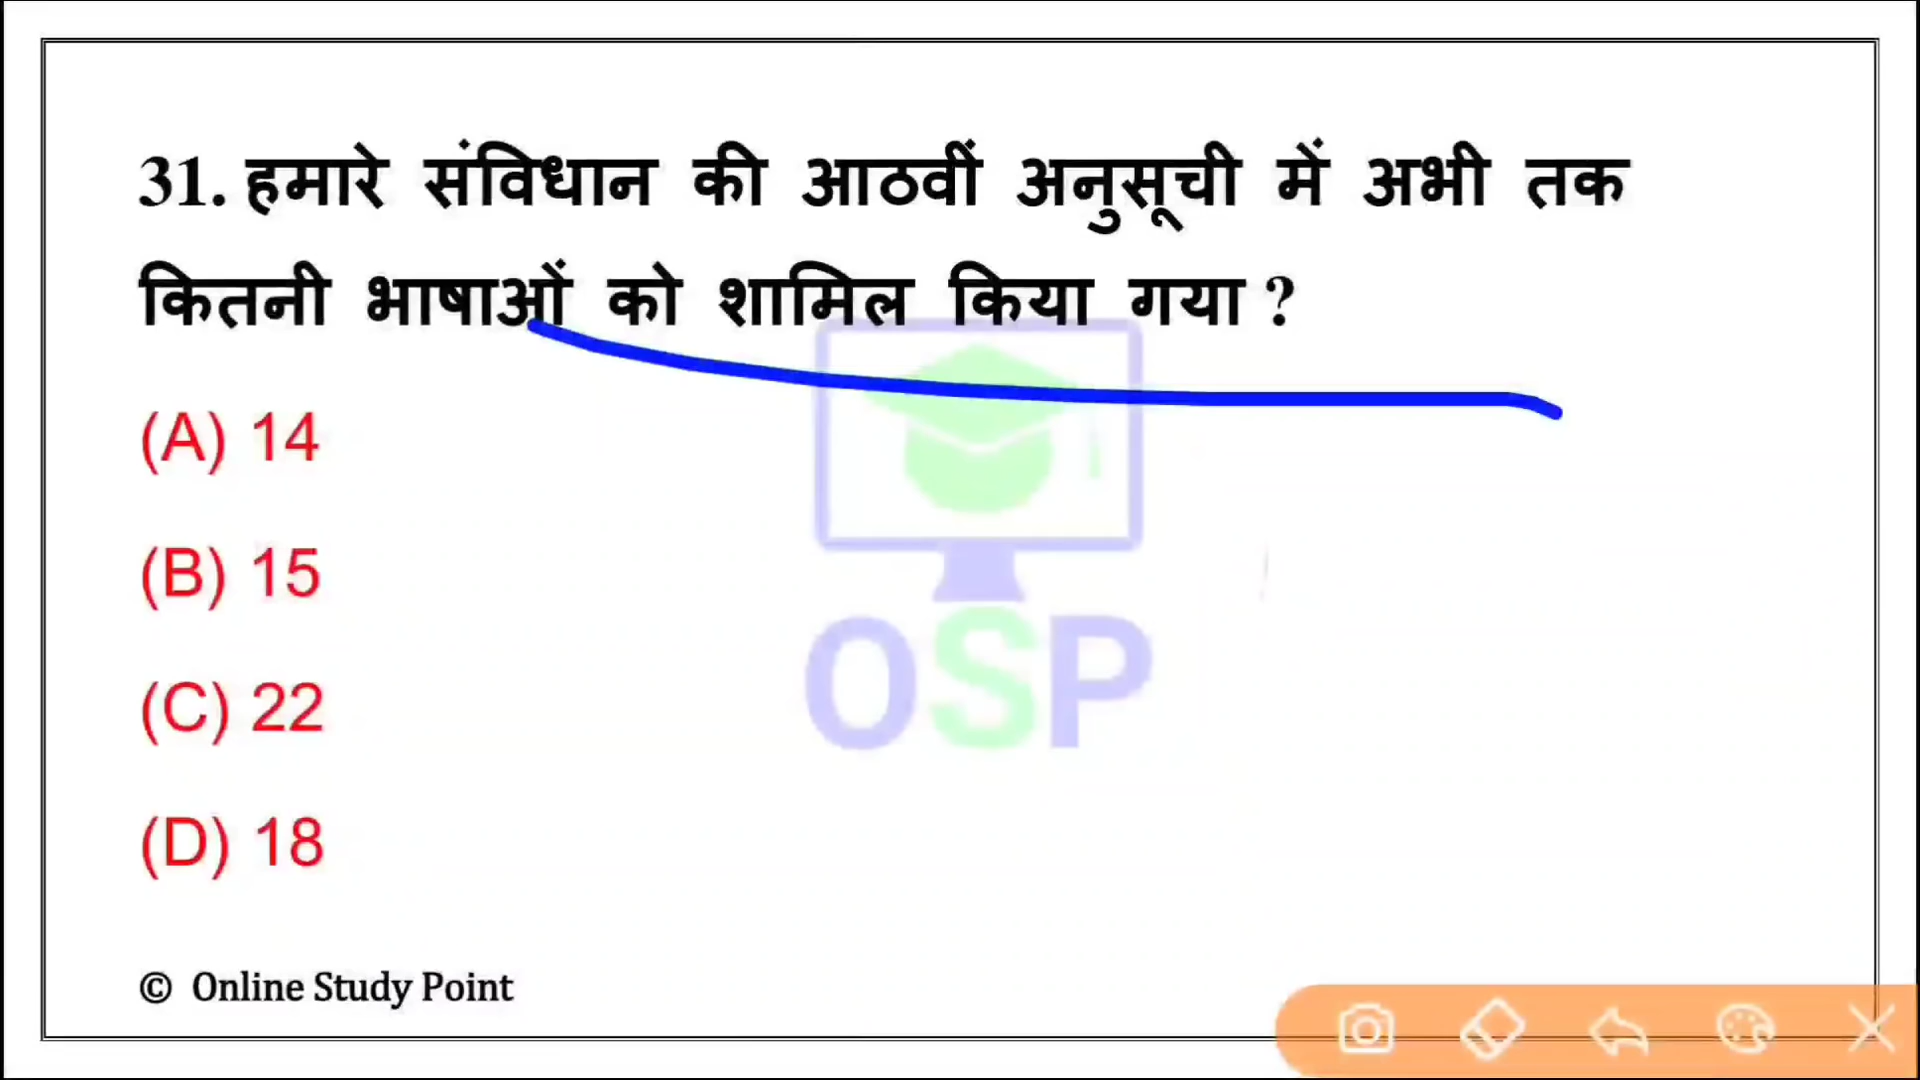 31. हमारे संविधान की आठवीं अनुसूची में अभी तक
कितनी भाषाओं को शामिल किया गया ?
(A) 14
(B) 15
(C) 22
(D) 18
OSP
© Online Study Point